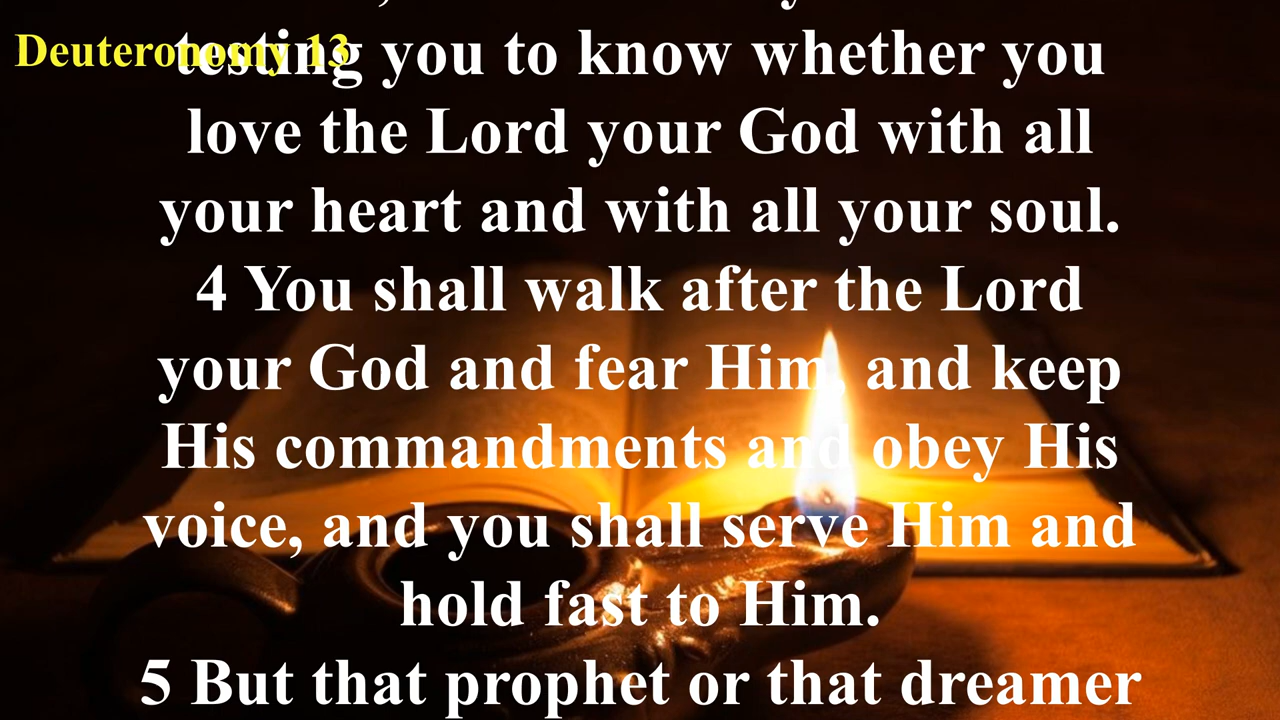 Deuteronomy 13
testing you to know whether you
love the Lord your God with all
your heart and with all your soul.
4 You shall walk after the Lord
your God and fear Him, and keep
His commandments and obey His
voice, and you shall serve Him and
hold fast to Him.
5 But that prophet or that dreamer